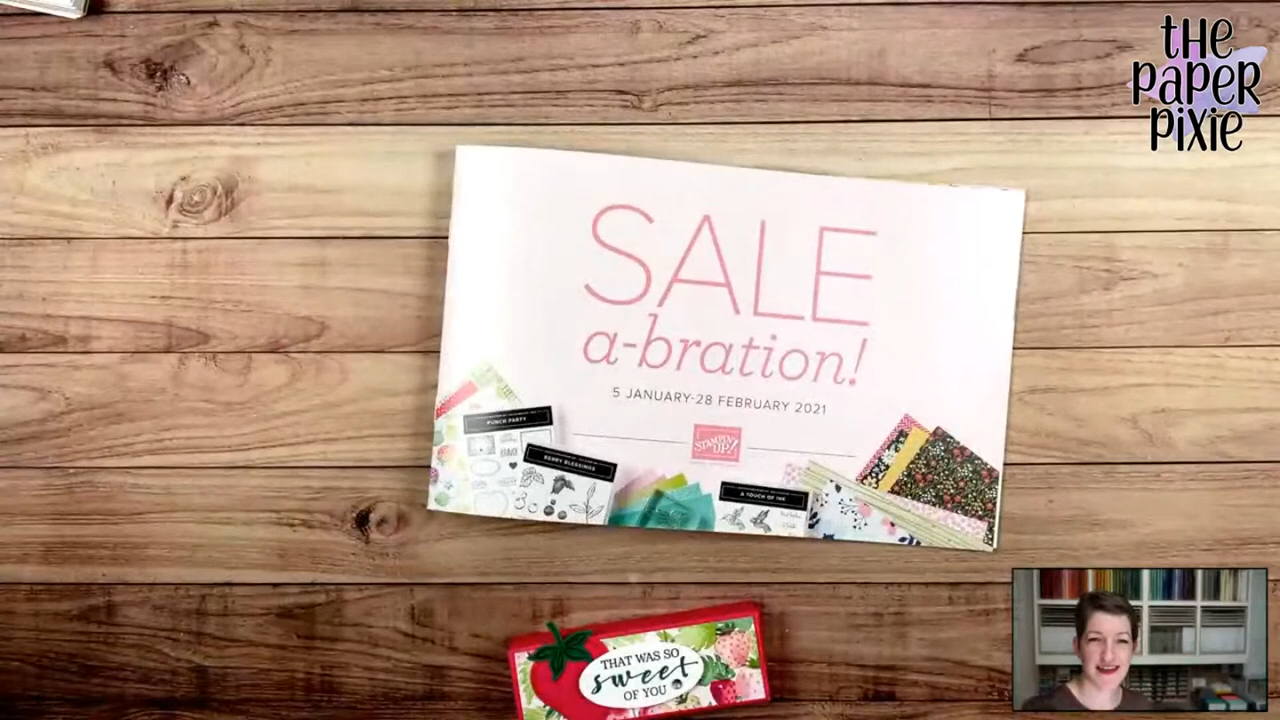 THE
PAPER
PIXIE
SALE
a-bration!
5 JANUARY-28 FEBRUARY 2021
STAMPIN' UP!
PUNCH PARTY
BERRY BLESSINGS
A TOUCH OF INK
THAT WAS SO
sweet
OF YOU